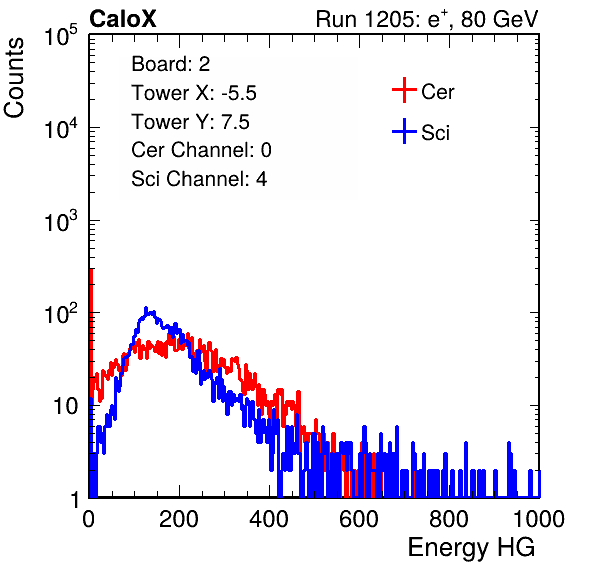 CaloX Run 1205: e⁺, 80 GeV
Counts
10⁵
10⁴
10³
10²
10
1
Board: 2
Tower X: -5.5
Tower Y: 7.5
Cer Channel: 0
Sci Channel: 4
Cer
Sci
0 200 400 600 800 1000
Energy HG